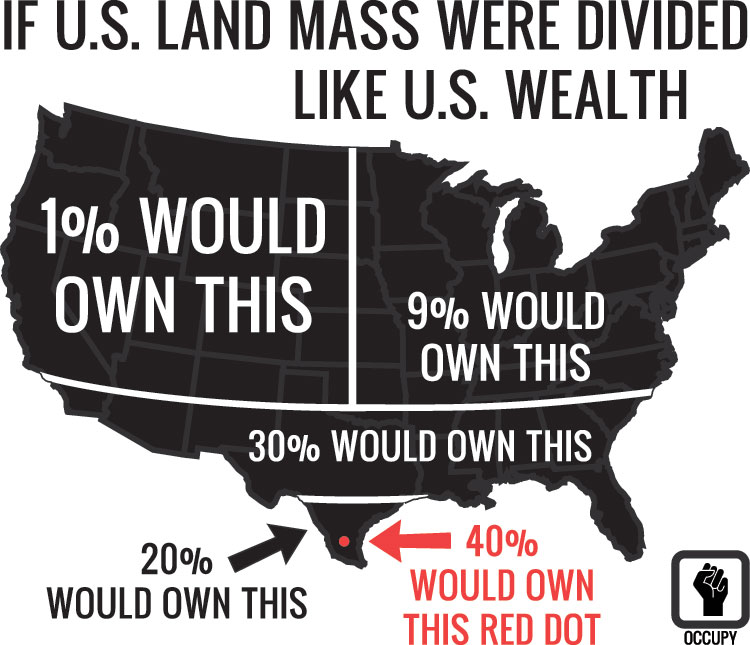 IF U.S. LAND MASS WERE DIVIDED
LIKE U.S. WEALTH
1% WOULD
OWN THIS
9% WOULD
OWN THIS
30% WOULD OWN THIS
20%
WOULD OWN THIS
40%
WOULD OWN
THIS RED DOT
OCCUPY